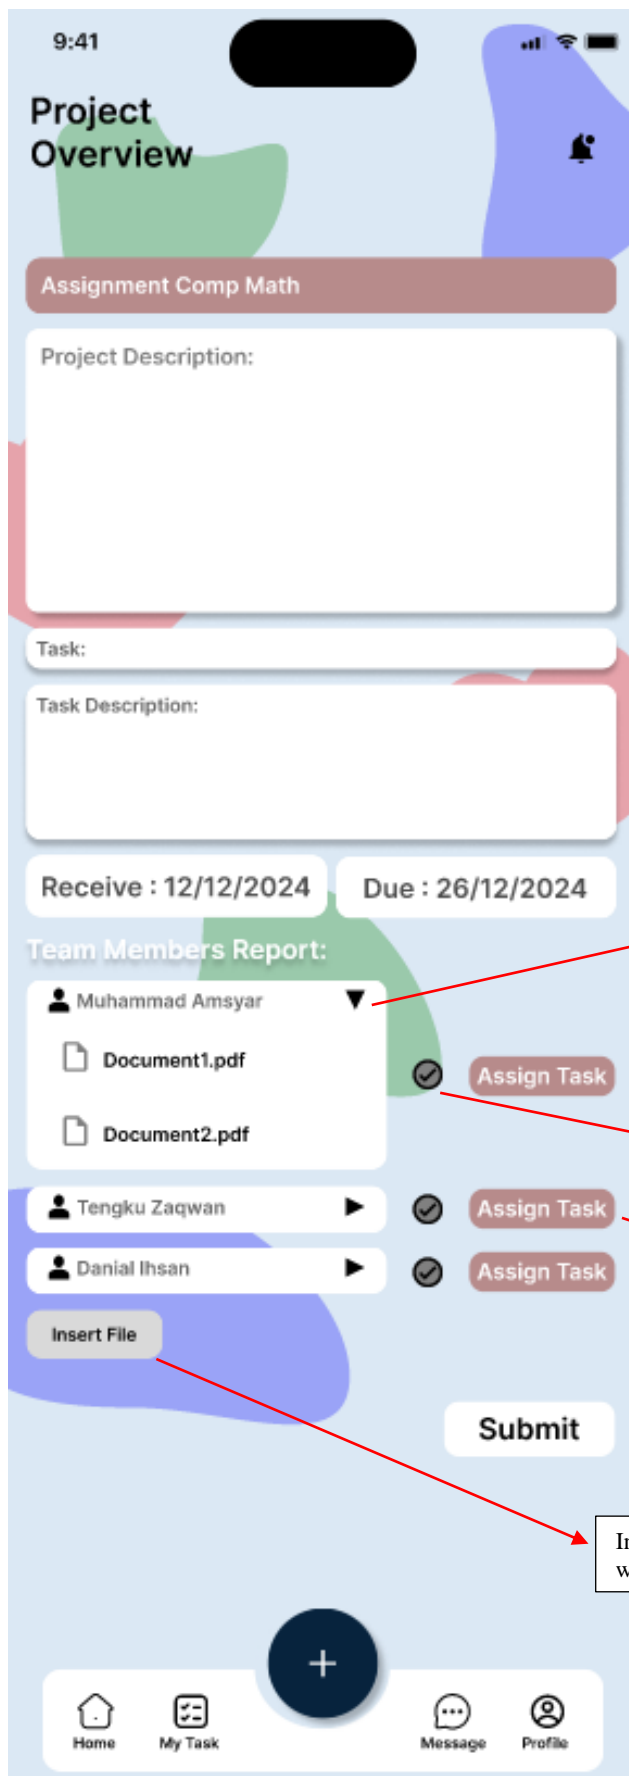 9:41
Project
Overview
Assignment Comp Math
Project Description:
Task:
Task Description:
Receive : 12/12/2024 Due : 26/12/2024
Team Members Report:
Muhammad Amsyar
Document1.pdf
Assign Task
Document2.pdf
Tengku Zaqwan Assign Task
Danial Ihsan Assign Task
Insert File
Submit
Home My Task Message Profile